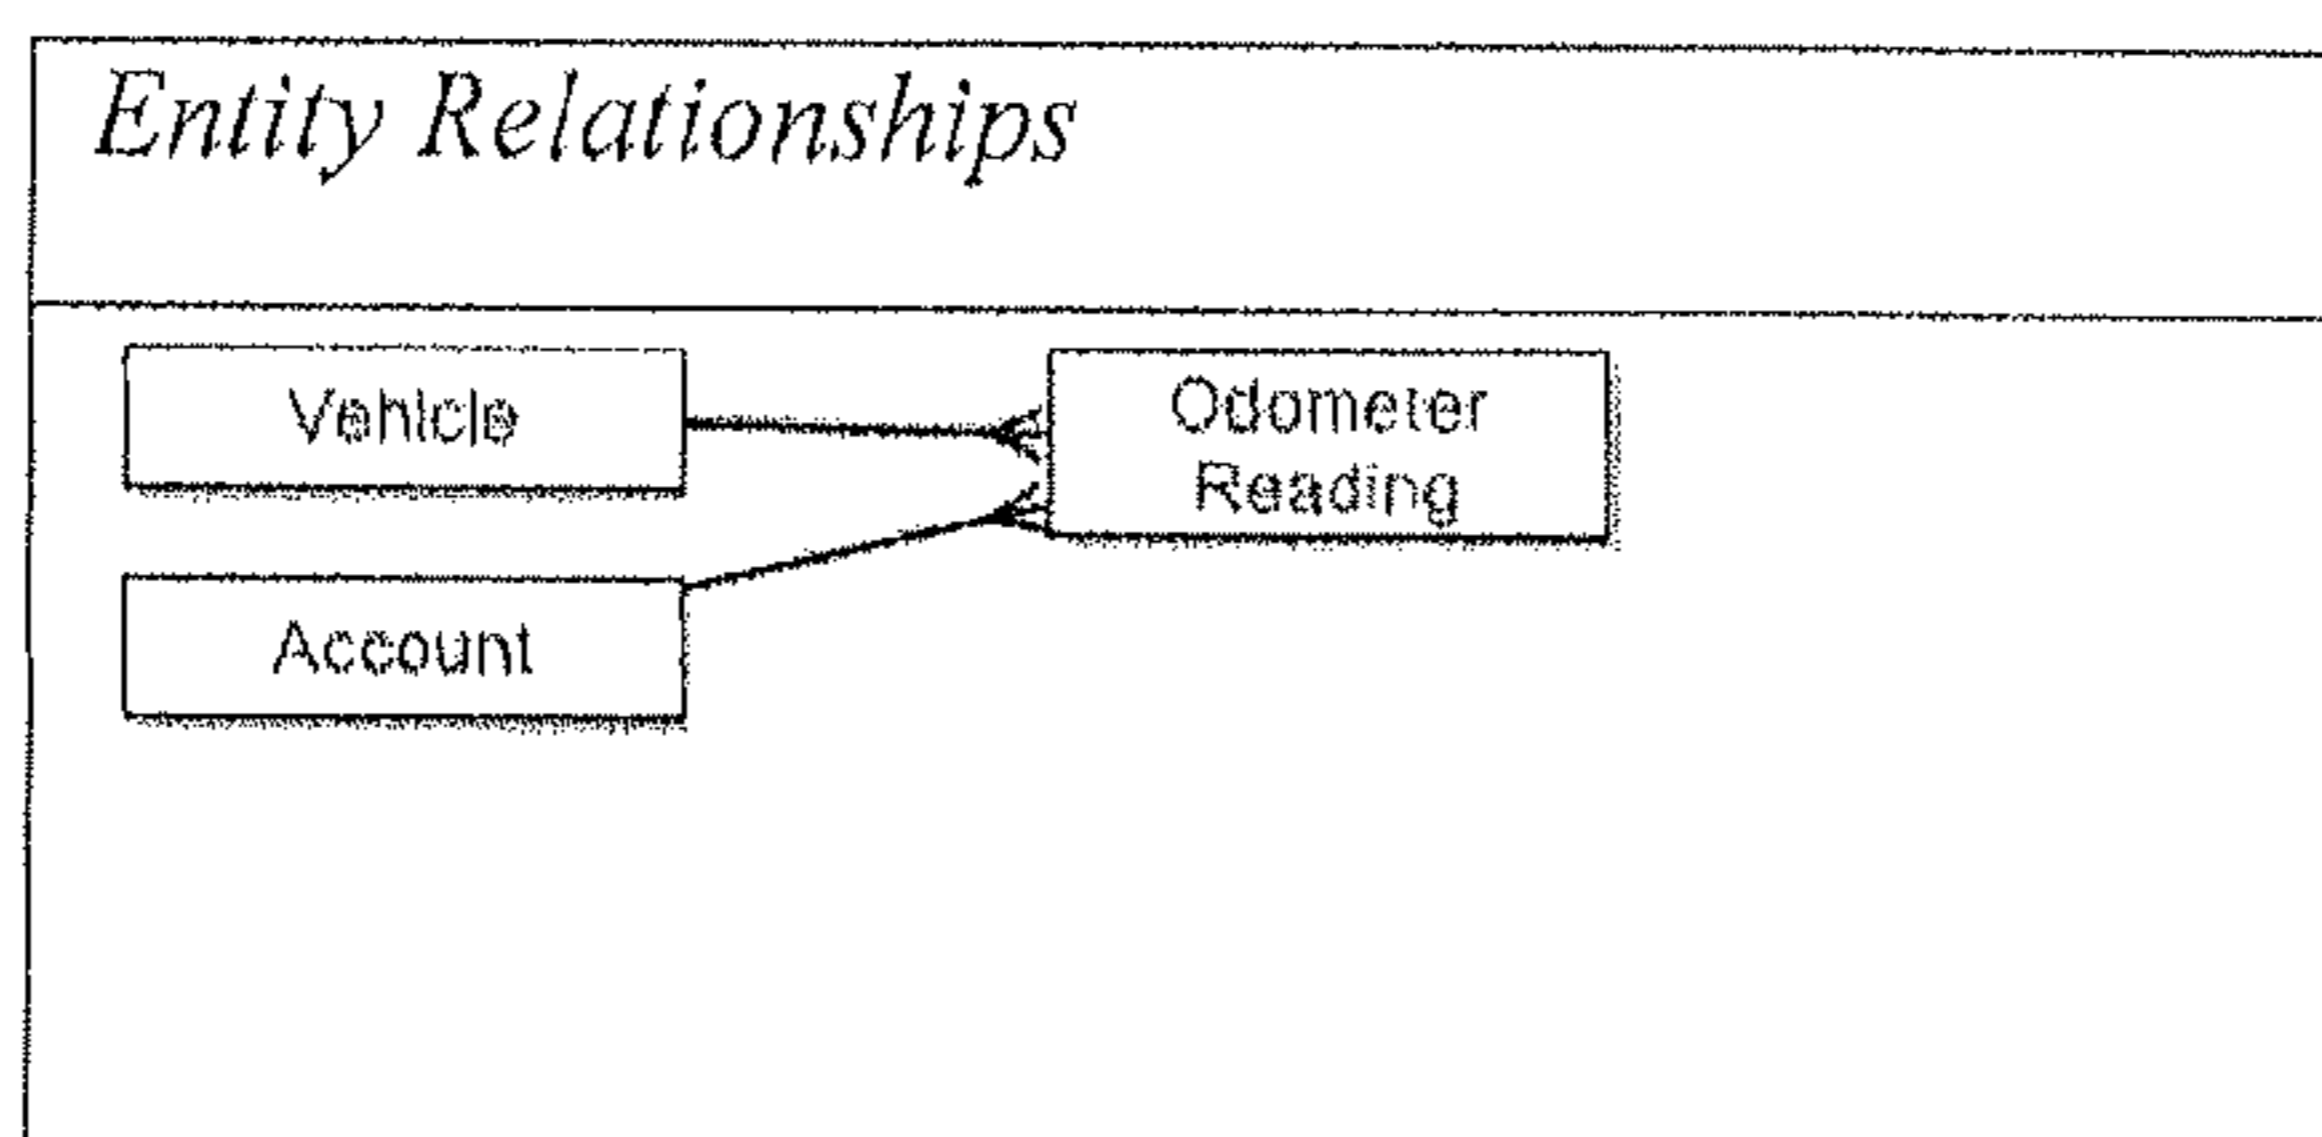 Entity Relationships
Vehicle
Odometer
Reading
Account